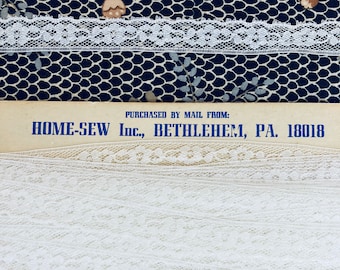 PURCHASED BY MAIL FROM:
HOME-SEW Inc., BETHLEHEM, PA. 18018